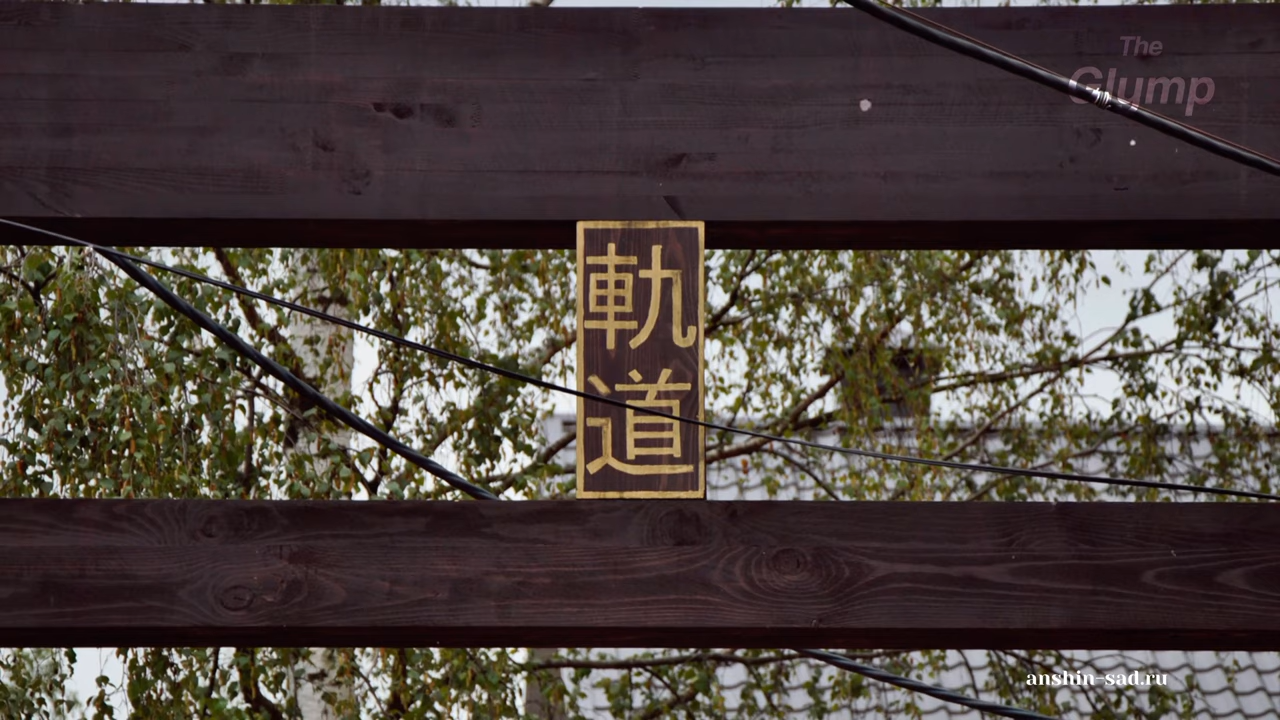 The
Glump
軌
道
anshin-sad.ru